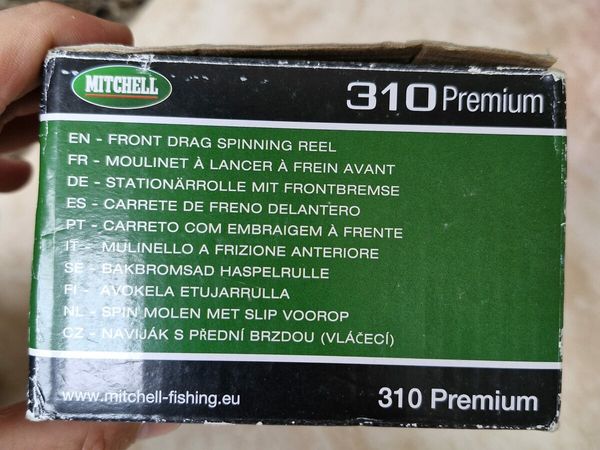 MITCHELL
310 Premium
EN - FRONT DRAG SPINNING REEL
FR - MOULINET À LANCER À FREIN AVANT
DE - STATIONÄRROLLE MIT FRONTBREMSE
ES - CARRETE DE FRENO DELANTERO
PT - CARRETO COM EMBRAIGEM À FRENTE
IT - MULINELLO A FRIZIONE ANTERIORE
SE - BAKBROMSAD HASPELRULLE
FI - AVOKELA ETUJARRULLA
NL - SPIN MOLEN MET SLIP VOOROP
CZ - NAVIJÁK S PŘEDNÍ BRZDOU (VLÁČECÍ)
www.mitchell-fishing.eu
310 Premium